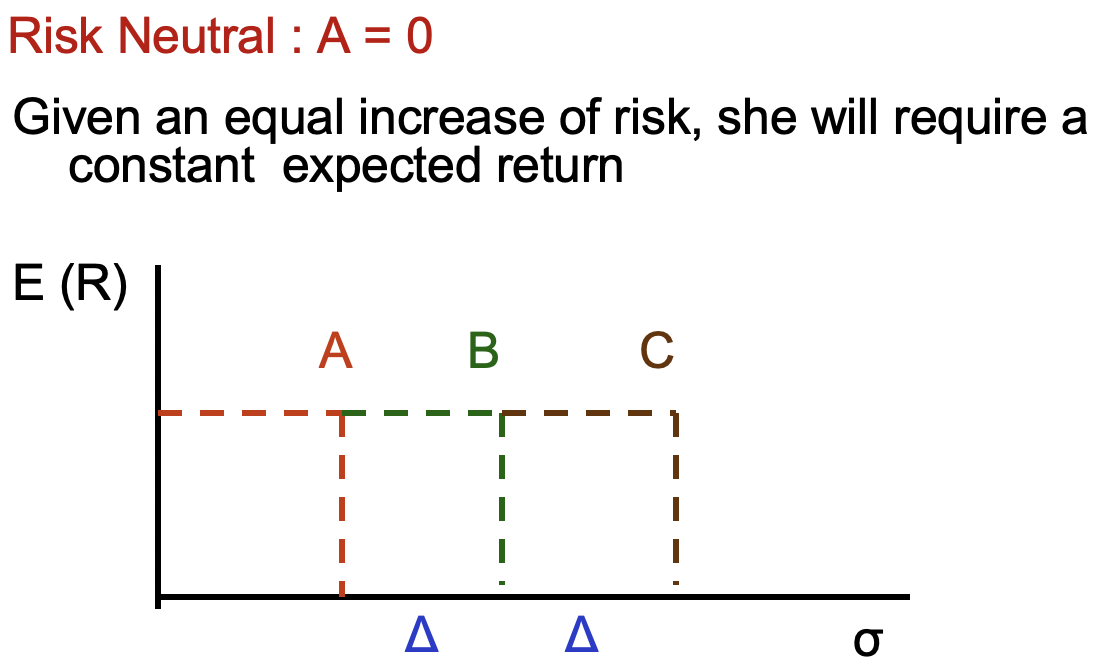 Risk Neutral : A = 0
Given an equal increase of risk, she will require a
constant expected return
E (R)
A B C
Δ Δ
σ